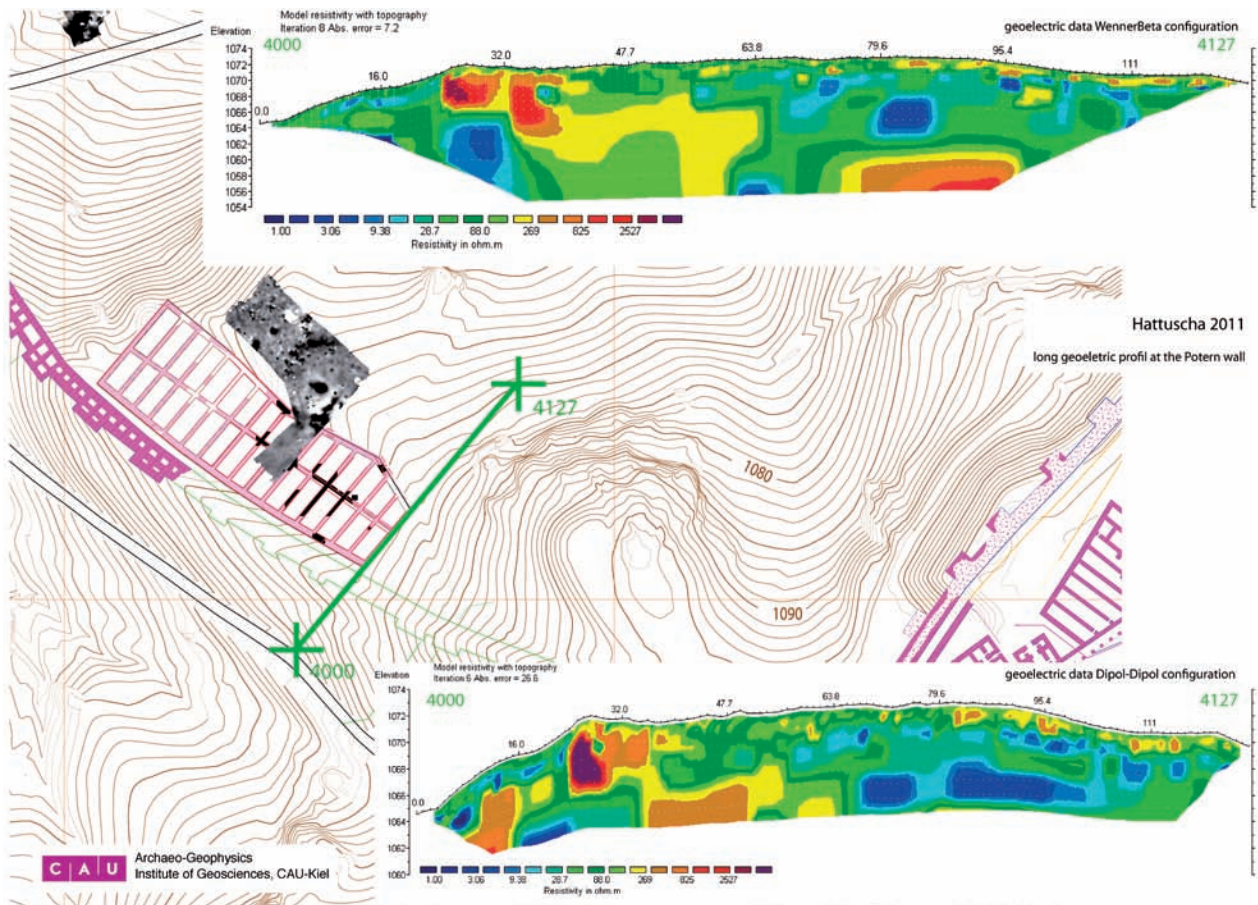 Model resistivity with topography
Iteration 8 Abs. error = 7.2
geoelectric data WennerBeta configuration
Elevation
4000
4127
1074
1072
1070
1068
1066
1064
1062
1060
1058
1056
1054
0.0
16.0
32.0
47.7
63.8
79.6
95.4
111
1.00 3.06 9.38 28.7 88.0 269 825 2527
Resistivity in ohm.m
Hattuscha 2011
long geoeletric profil at the Potern wall
4127
1080
1090
4000
Model resistivity with topography
Iteration 6 Abs. error = 26.6
geoelectric data Dipol-Dipol configuration
Elevation
4000
4127
1074
1072
1070
1068
1066
1064
1062
1060
0.0
16.0
32.0
47.7
63.8
79.6
95.4
111
1.00 3.06 9.38 28.7 88.0 269 825 2527
Resistivity in ohm.m
CAU
Archaeo-Geophysics
Institute of Geosciences, CAU-Kiel